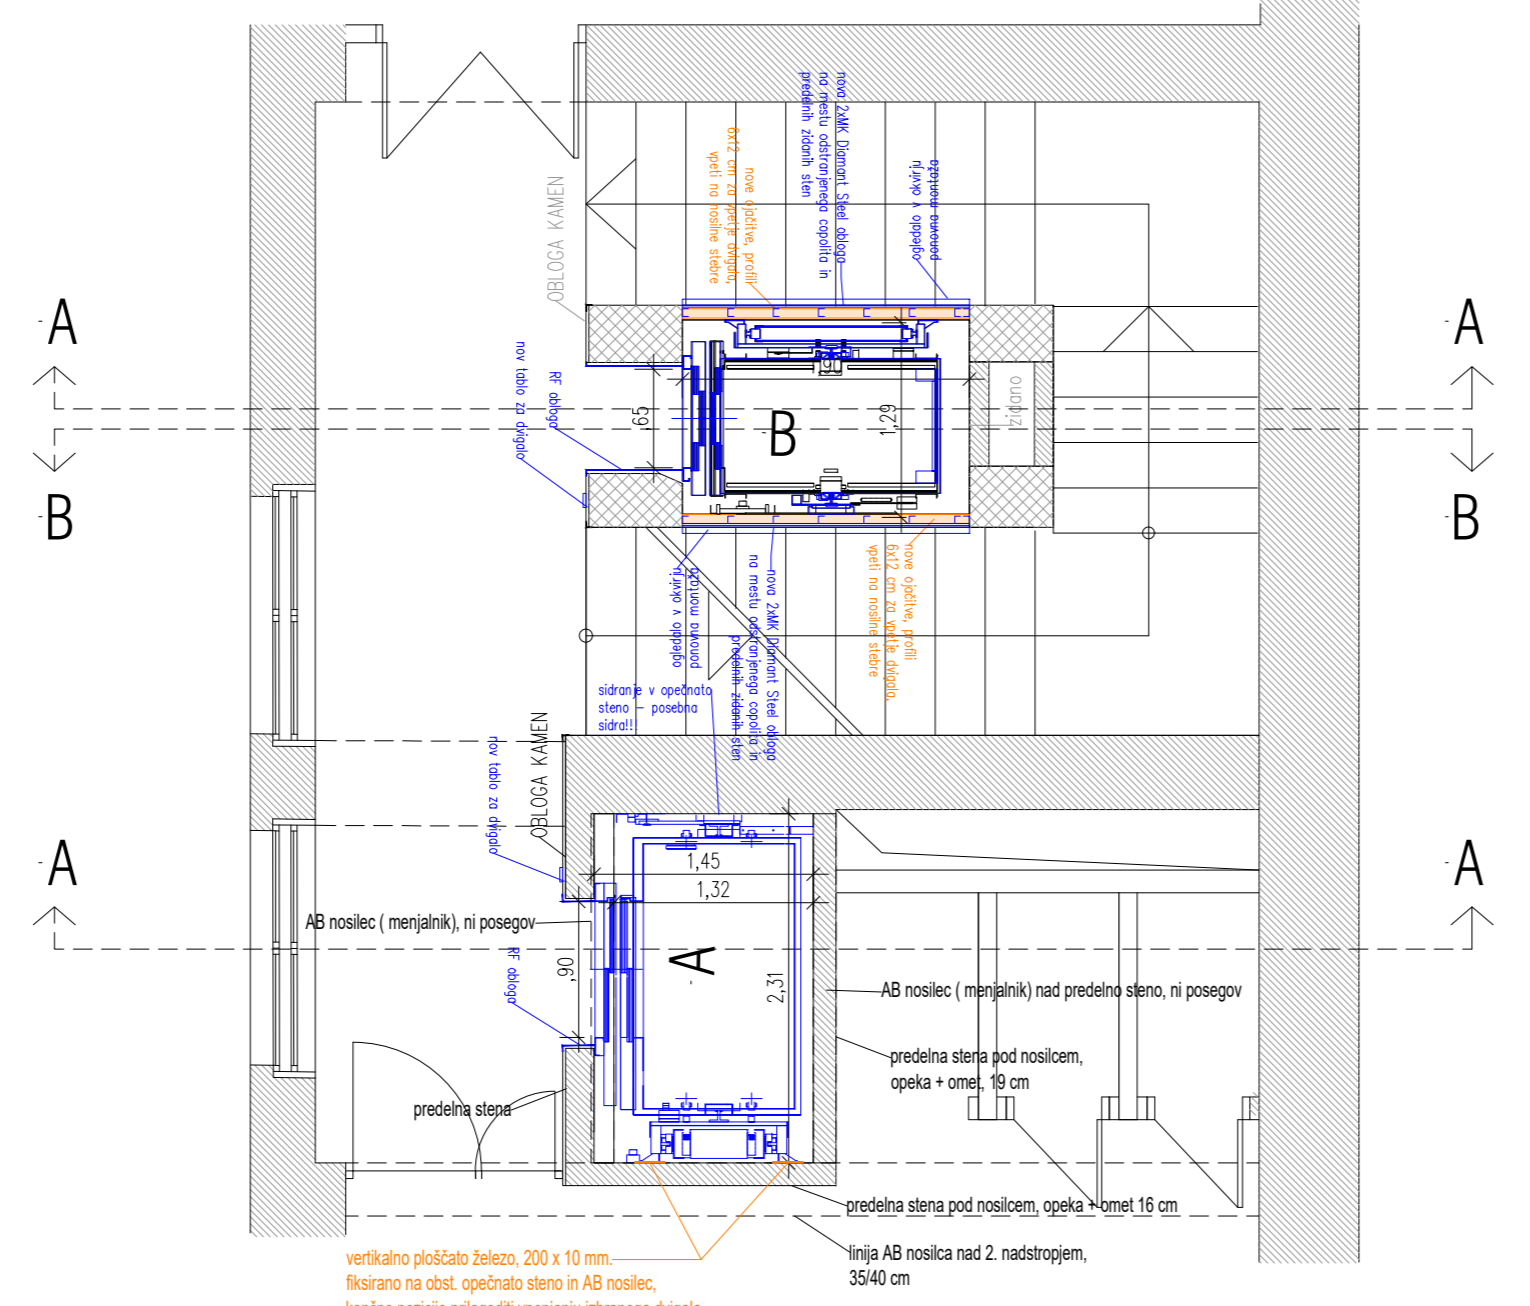 nova 2xMK Diamant Steel obloga
na mestu odstranjenega copolita in
predelnih zidanih sten
nove ojačitve, profili
6x12 cm za vpetje dvigala,
vpeti na nosilne stebre
ponovna montaža
ogledalo v okvirju
OBLOGA KAMEN
A
A
nov tablo za dvigalo
RF obloga
,65
B
1,29
zidano
B
B
nove ojačitve, profili
6x12 cm za vpetje dvigala,
vpeti na nosilne stebre
ponovna montaža
ogledalo v okvirju
nova 2xMK Diamant Steel obloga
na mestu odstranjenega copolita in
predelnih zidanih sten
sidranje v opečnato
steno - posebna
sidra!!!
OBLOGA KAMEN
nov tablo za dvigalo
A
A
1,45
1,32
AB nosilec ( menjalnik), ni posegov
RF obloga
,90
A
2,31
AB nosilec ( menjalnik) nad predelno steno, ni posegov
predelna stena pod nosilcem,
opeka + omet, 19 cm
predelna stena
predelna stena pod nosilcem, opeka + omet 16 cm
linija AB nosilca nad 2. nadstropjem,
35/40 cm
vertikalno ploščato železo, 200 x 10 mm.
fiksirano na obst. opečnato steno in AB nosilec,